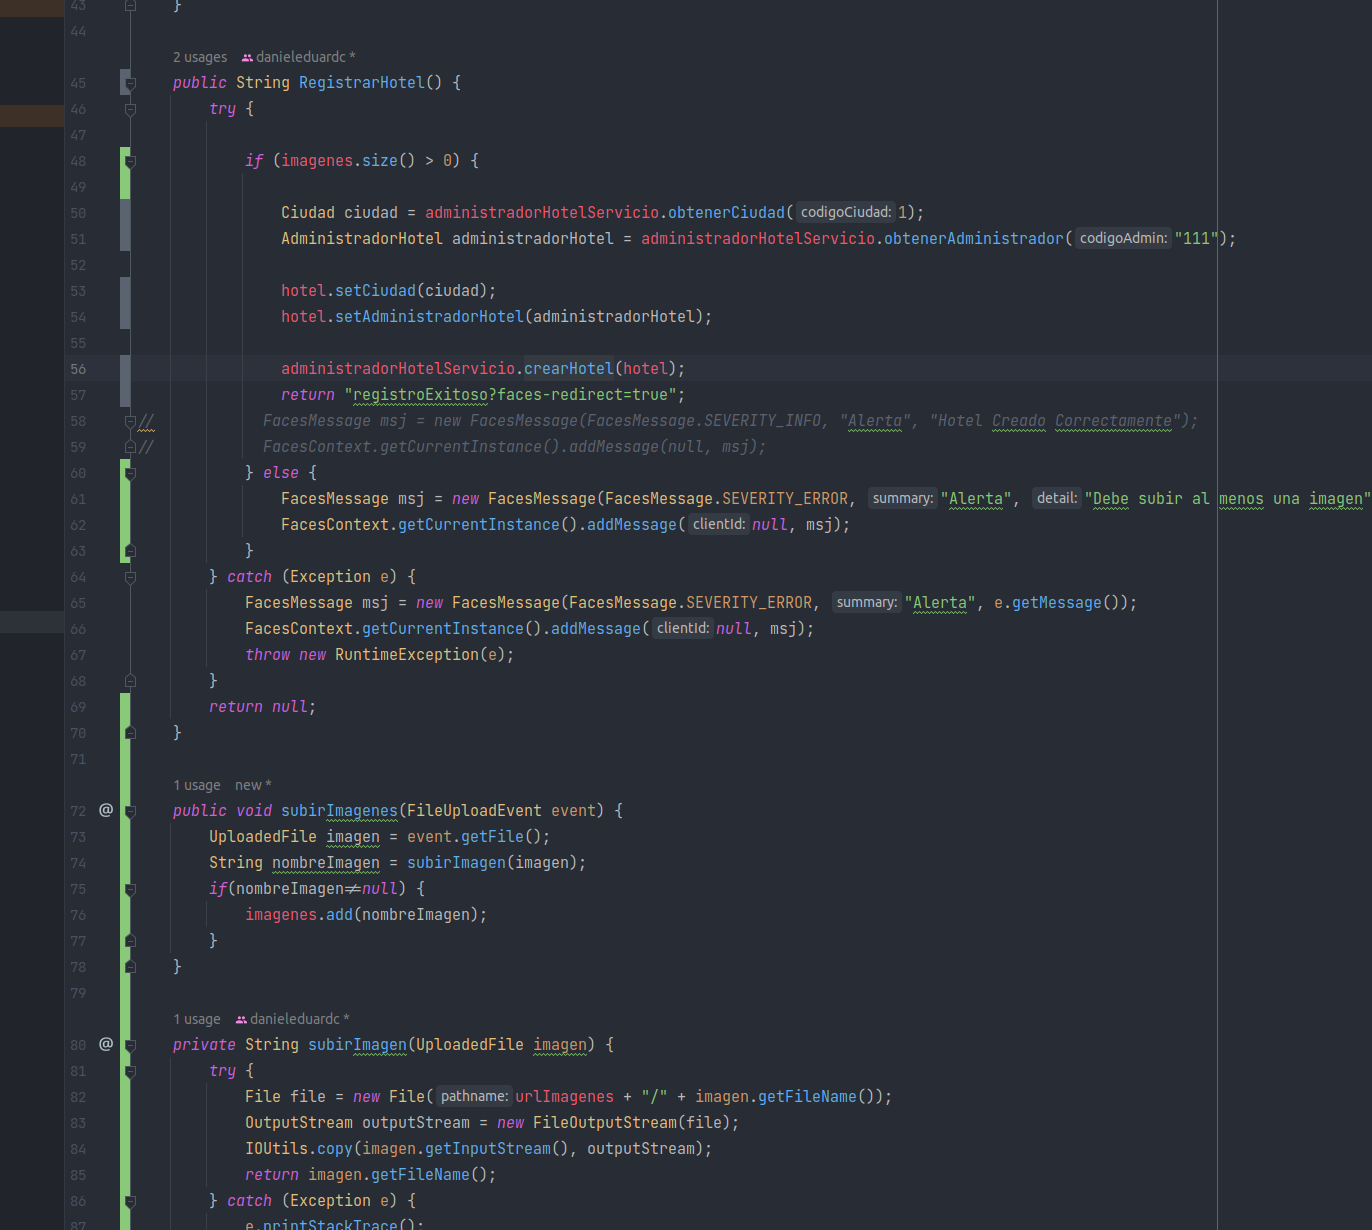 43 }
44
2 usages danieleduardc *
45 public String RegistrarHotel() {
46 try {
47
48 if (imagenes.size() > 0) {
49
50 Ciudad ciudad = administradorHotelServicio.obtenerCiudad( codigoCiudad: 1);
51 AdministradorHotel administradorHotel = administradorHotelServicio.obtenerAdministrador( codigoAdmin: "111");
52
53 hotel.setCiudad(ciudad);
54 hotel.setAdministradorHotel(administradorHotel);
55
56 administradorHotelServicio.crearHotel(hotel);
57 return "registroExitoso?faces-redirect=true";
58 // FacesMessage msj = new FacesMessage(FacesMessage.SEVERITY_INFO, "Alerta", "Hotel Creado Correctamente");
59 // FacesContext.getCurrentInstance().addMessage(null, msj);
60 } else {
61 FacesMessage msj = new FacesMessage(FacesMessage.SEVERITY_ERROR, summary: "Alerta", detail: "Debe subir al menos una imagen"
62 FacesContext.getCurrentInstance().addMessage( clientId: null, msj);
63 }
64 } catch (Exception e) {
65 FacesMessage msj = new FacesMessage(FacesMessage.SEVERITY_ERROR, summary: "Alerta", e.getMessage());
66 FacesContext.getCurrentInstance().addMessage( clientId: null, msj);
67 throw new RuntimeException(e);
68 }
69 return null;
70 }
71
1 usage new *
72 @ public void subirImagenes(FileUploadEvent event) {
73 UploadedFile imagen = event.getFile();
74 String nombreImagen = subirImagen(imagen);
75 if(nombreImagen≠null) {
76 imagenes.add(nombreImagen);
77 }
78 }
79
1 usage danieleduardc *
80 @ private String subirImagen(UploadedFile imagen) {
81 try {
82 File file = new File( pathname: urlImagenes + "/" + imagen.getFileName());
83 OutputStream outputStream = new FileOutputStream(file);
84 IOUtils.copy(imagen.getInputStream(), outputStream);
85 return imagen.getFileName();
86 } catch (Exception e) {
87 e.printStackTrace();